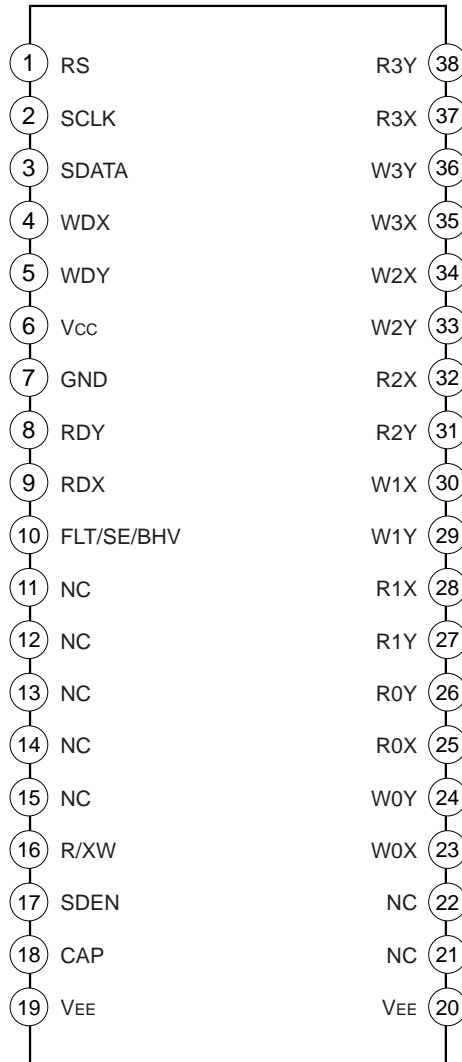 1 RS R3Y 38
2 SCLK R3X 37
3 SDATA W3Y 36
4 WDX W3X 35
5 WDY W2X 34
6 VCC W2Y 33
7 GND R2X 32
8 RDY R2Y 31
9 RDX W1X 30
10 FLT/SE/BHV W1Y 29
11 NC R1X 28
12 NC R1Y 27
13 NC R0Y 26
14 NC R0X 25
15 NC W0Y 24
16 R/XW W0X 23
17 SDEN NC 22
18 CAP NC 21
19 VEE VEE 20